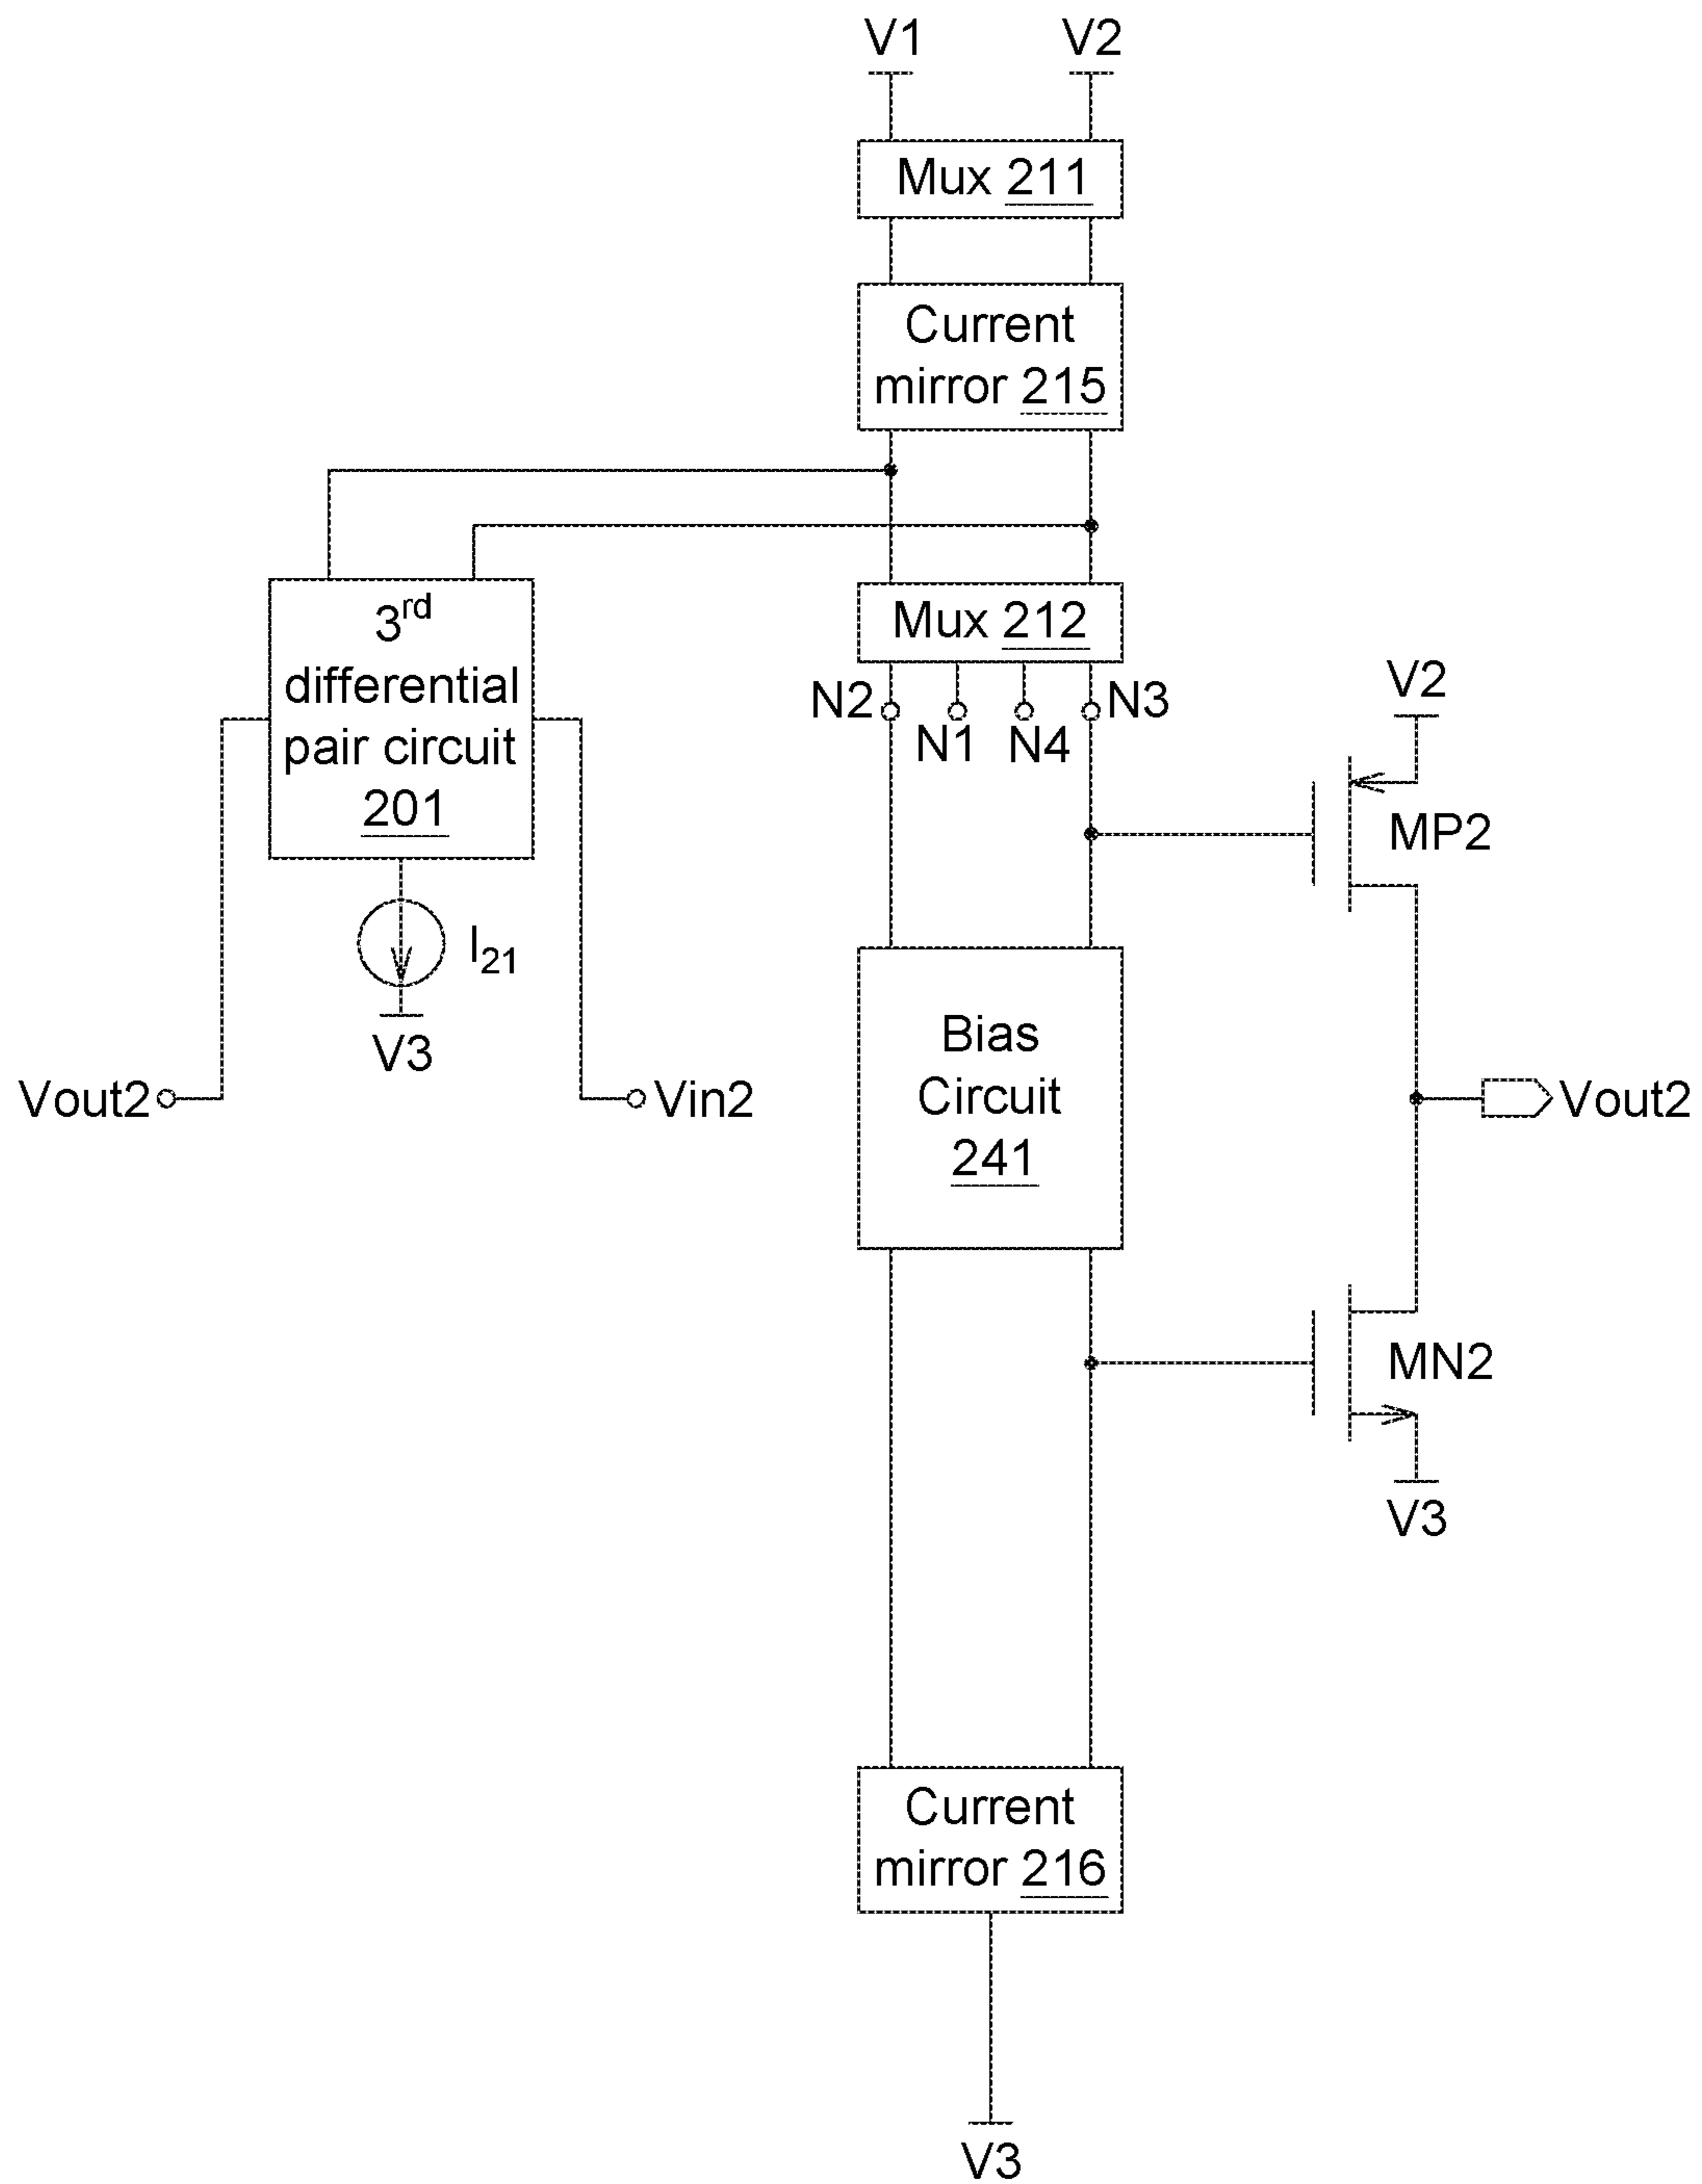 V1
V2
Mux 211
Current
mirror 215
3rd
differential
pair circuit
201
Mux 212
N2
N1
N4
N3
V2
MP2
I21
V3
Vout2
Vin2
Bias
Circuit
241
Vout2
MN2
V3
Current
mirror 216
V3